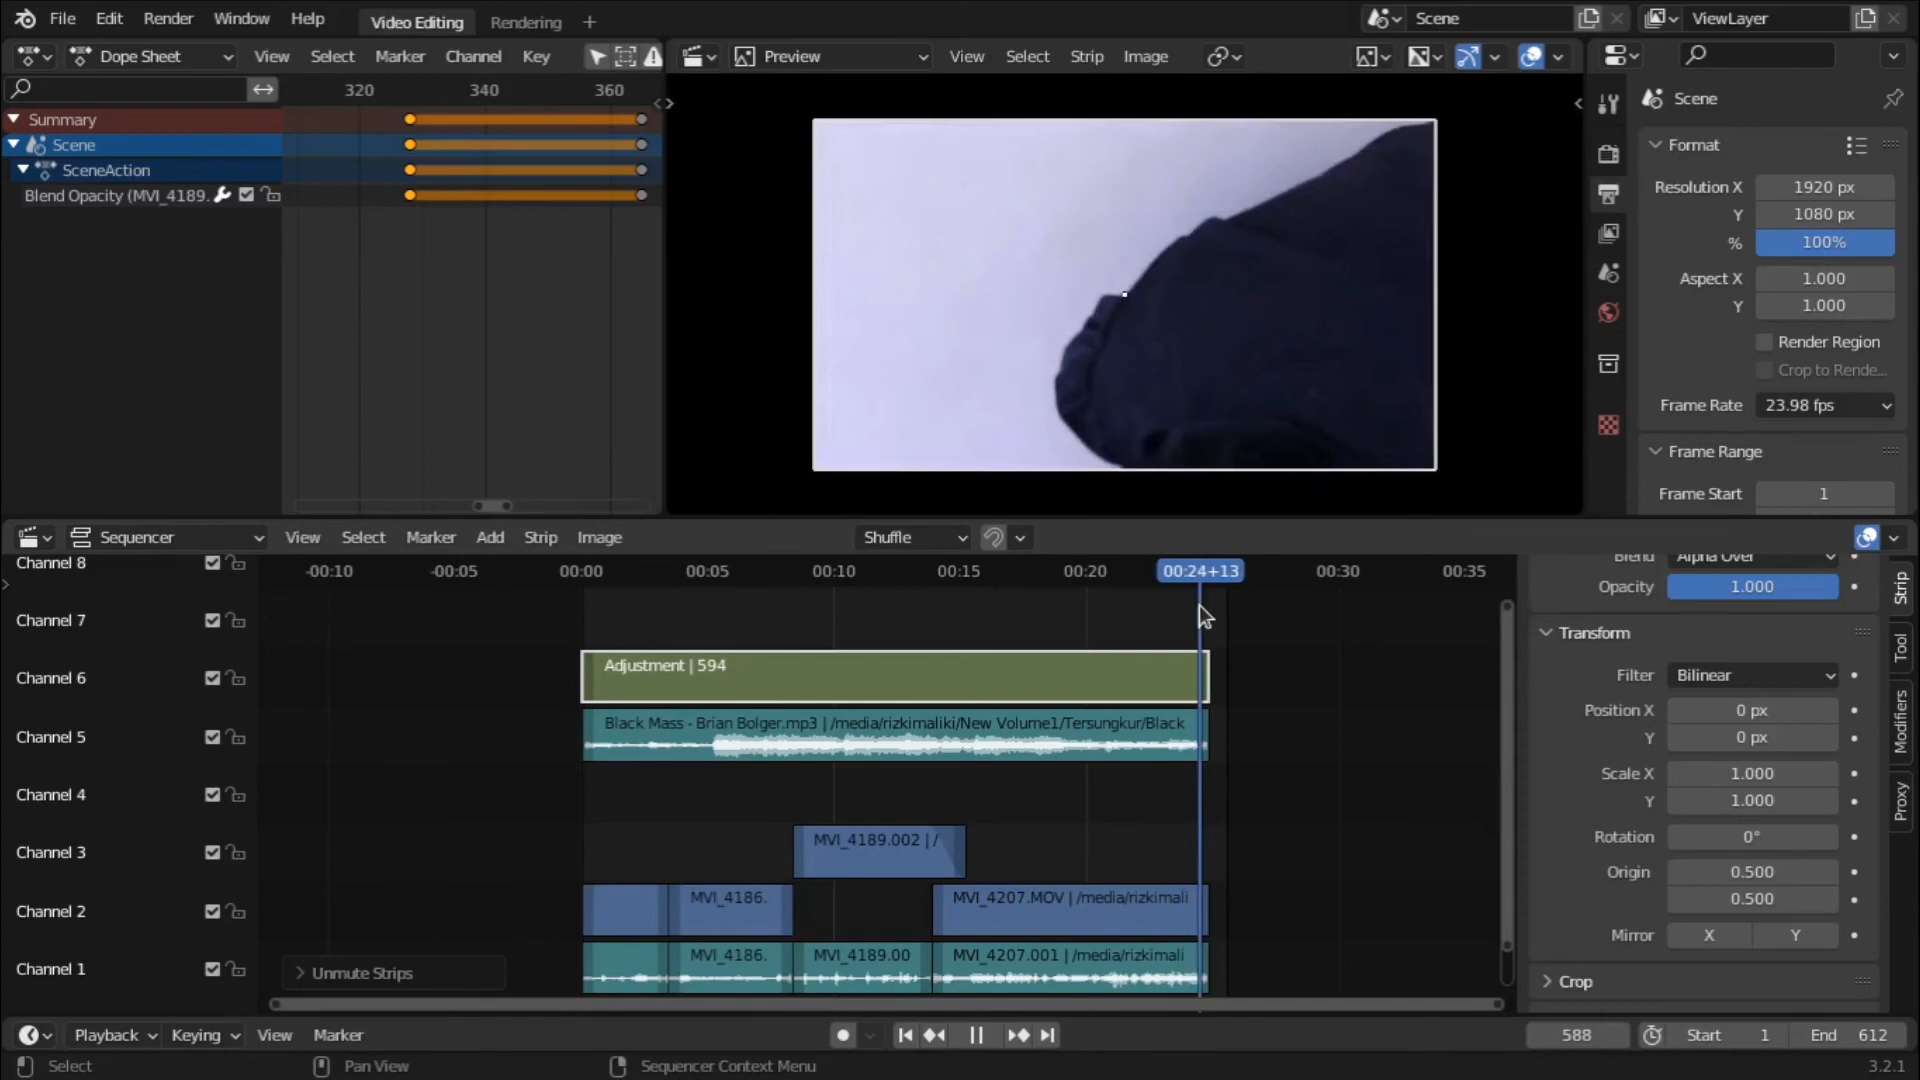 File Edit Render Window Help Video Editing Rendering + Scene ViewLayer
Dope Sheet View Select Marker Channel Key Preview View Select Strip Image
320 340 360
Summary
Scene
SceneAction
Blend Opacity (MVI_4189.
Scene
Format
Resolution X 1920 px
Y 1080 px
% 100%
Aspect X 1.000
Y 1.000
Render Region
Crop to Rende...
Frame Rate 23.98 fps
Frame Range
Frame Start 1
Sequencer View Select Marker Add Strip Image Shuffle
-00:10 -00:05 00:00 00:05 00:10 00:15 00:20 00:24+13 00:30 00:35
Channel 8
Channel 7
Channel 6
Channel 5
Channel 4
Channel 3
Channel 2
Channel 1
Adjustment | 594
Black Mass - Brian Bolger.mp3 | /media/rizkimaliki/New Volume1/Tersungkur/Black
MVI_4189.002 | /
MVI_4186. MVI_4207.MOV | /media/rizkimali
MVI_4186. MVI_4189.00 MVI_4207.001 | /media/rizkimali
Unmute Strips
Blend Alpha Over
Opacity 1.000
Transform
Filter Bilinear
Position X 0 px
Y 0 px
Scale X 1.000
Y 1.000
Rotation 0°
Origin 0.500
0.500
Mirror X Y
Crop
Strip
Tool
Modifiers
Proxy
Playback Keying View Marker 588 Start 1 End 612
Select Pan View Sequencer Context Menu 3.2.1